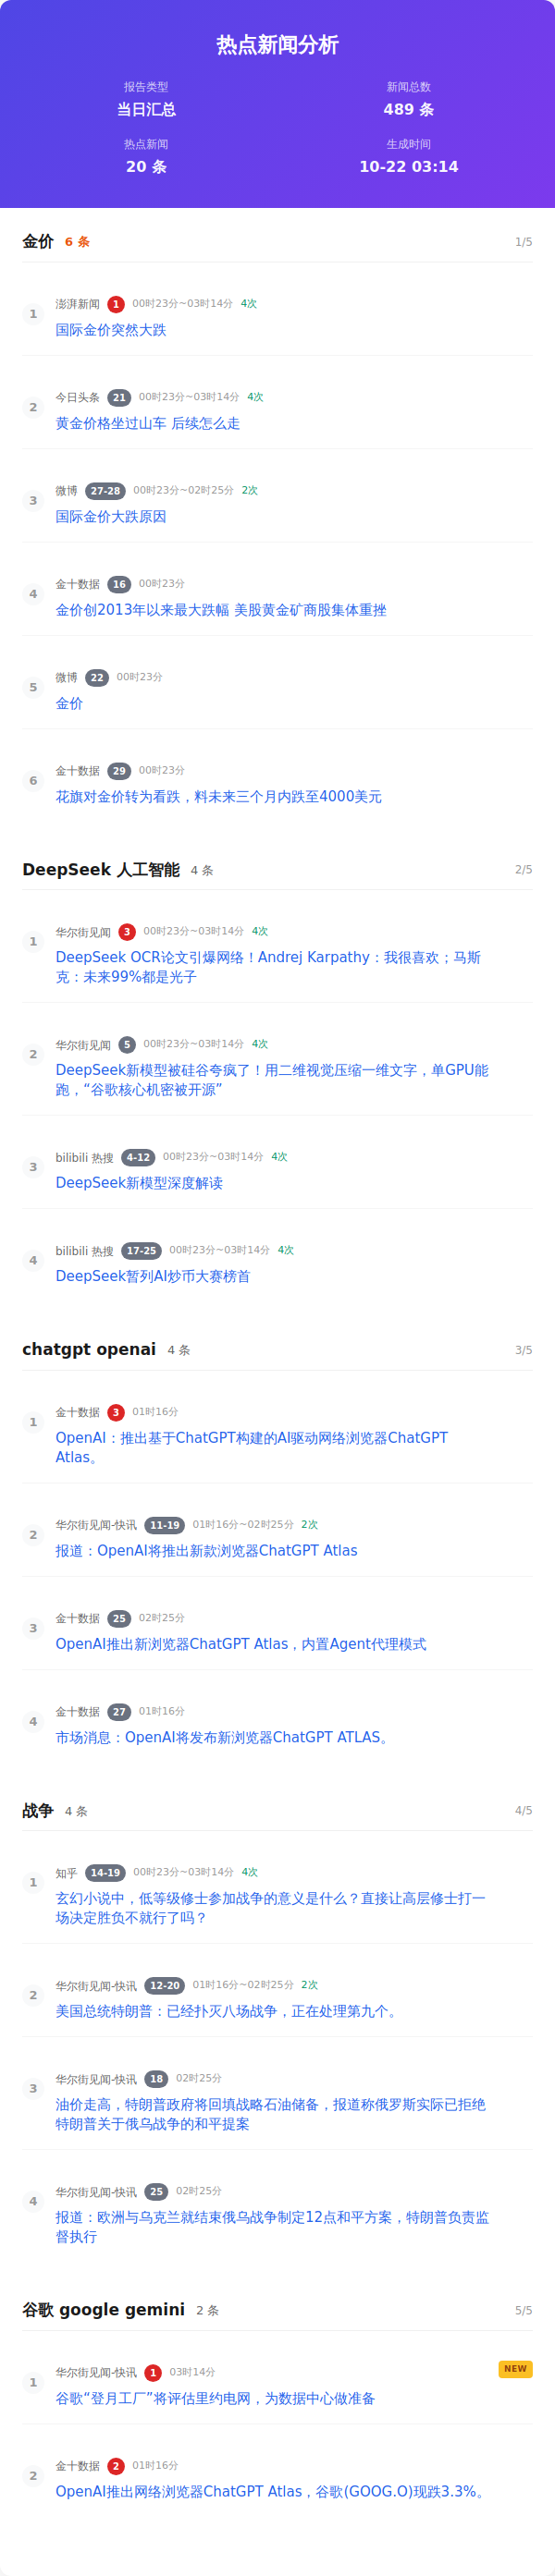 热点新闻分析
报告类型 新闻总数
当日汇总 489 条
热点新闻 生成时间
20 条 10-22 03:14
金价 6 条 1/5
1 澎湃新闻 1 00时23分~03时14分 4次
国际金价突然大跌
2 今日头条 21 00时23分~03时14分 4次
黄金价格坐过山车 后续怎么走
3 微博 27-28 00时23分~02时25分 2次
国际金价大跌原因
4 金十数据 16 00时23分
金价创2013年以来最大跌幅 美股黄金矿商股集体重挫
5 微博 22 00时23分
金价
6 金十数据 29 00时23分
花旗对金价转为看跌，料未来三个月内跌至4000美元
DeepSeek 人工智能 4 条 2/5
1 华尔街见闻 3 00时23分~03时14分 4次
DeepSeek OCR论文引爆网络！Andrej Karpathy：我很喜欢；马斯
克：未来99%都是光子
2 华尔街见闻 5 00时23分~03时14分 4次
DeepSeek新模型被硅谷夸疯了！用二维视觉压缩一维文字，单GPU能
跑，“谷歌核心机密被开源”
3 bilibili 热搜 4-12 00时23分~03时14分 4次
DeepSeek新模型深度解读
4 bilibili 热搜 17-25 00时23分~03时14分 4次
DeepSeek暂列AI炒币大赛榜首
chatgpt openai 4 条 3/5
1 金十数据 3 01时16分
OpenAI：推出基于ChatGPT构建的AI驱动网络浏览器ChatGPT
Atlas。
2 华尔街见闻-快讯 11-19 01时16分~02时25分 2次
报道：OpenAI将推出新款浏览器ChatGPT Atlas
3 金十数据 25 02时25分
OpenAI推出新浏览器ChatGPT Atlas，内置Agent代理模式
4 金十数据 27 01时16分
市场消息：OpenAI将发布新浏览器ChatGPT ATLAS。
战争 4 条 4/5
1 知乎 14-19 00时23分~03时14分 4次
玄幻小说中，低等级修士参加战争的意义是什么？直接让高层修士打一
场决定胜负不就行了吗？
2 华尔街见闻-快讯 12-20 01时16分~02时25分 2次
美国总统特朗普：已经扑灭八场战争，正在处理第九个。
3 华尔街见闻-快讯 18 02时25分
油价走高，特朗普政府将回填战略石油储备，报道称俄罗斯实际已拒绝
特朗普关于俄乌战争的和平提案
4 华尔街见闻-快讯 25 02时25分
报道：欧洲与乌克兰就结束俄乌战争制定12点和平方案，特朗普负责监
督执行
谷歌 google gemini 2 条 5/5
1 华尔街见闻-快讯 1 03时14分 NEW
谷歌“登月工厂”将评估里约电网，为数据中心做准备
2 金十数据 2 01时16分
OpenAI推出网络浏览器ChatGPT Atlas，谷歌(GOOG.O)现跌3.3%。